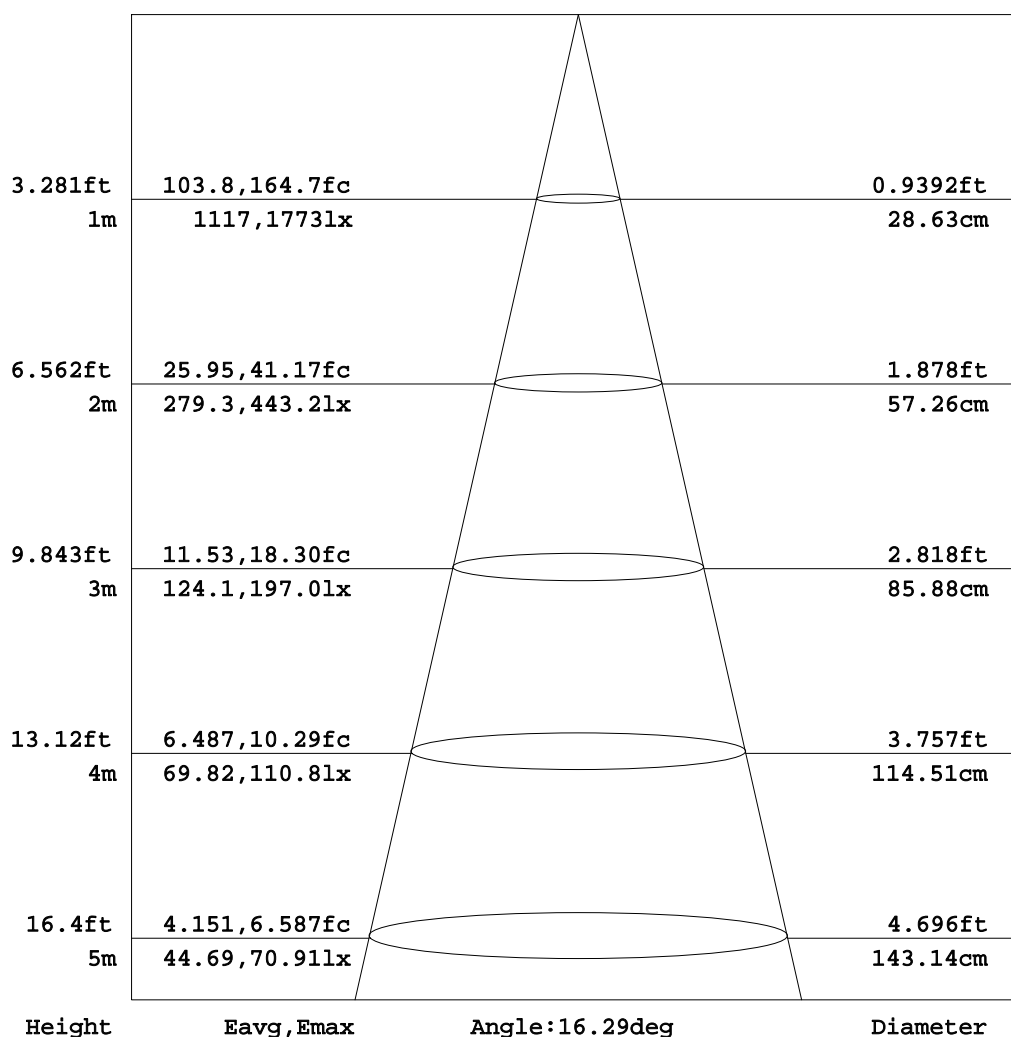 3.281ft 103.8,164.7fc 0.9392ft
1m 1117,1773lx 28.63cm
6.562ft 25.95,41.17fc 1.878ft
2m 279.3,443.2lx 57.26cm
9.843ft 11.53,18.30fc 2.818ft
3m 124.1,197.0lx 85.88cm
13.12ft 6.487,10.29fc 3.757ft
4m 69.82,110.8lx 114.51cm
16.4ft 4.151,6.587fc 4.696ft
5m 44.69,70.91lx 143.14cm
Height Eavg,Emax Angle:16.29deg Diameter